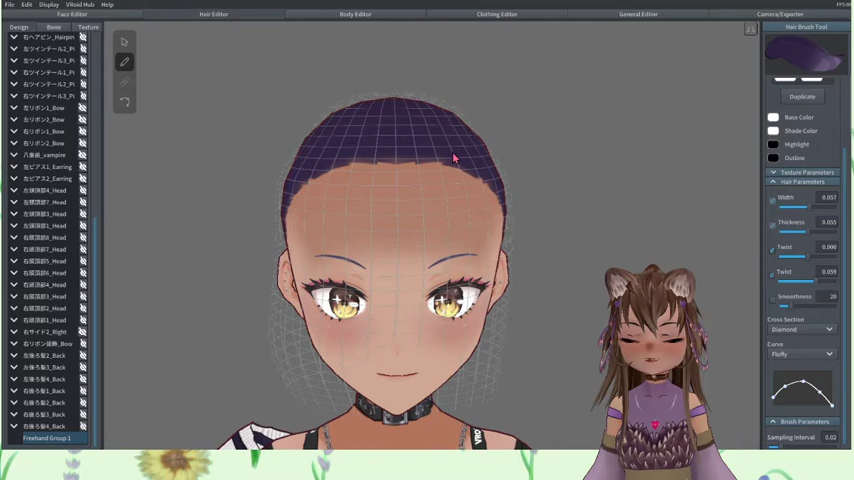 File Edit Display VRoid Hub Help
Face Editor Hair Editor Body Editor Clothing Editor General Editor Camera/Exporter
Design Bone Texture
右ヘアピン_Hairpin
左ツインテール2_Pi
左ツインテール3_Pi
右ツインテール1_Pi
右ツインテール2_Pi
右ツインテール3_Pi
左リボン1_Bow
左リボン2_Bow
右リボン1_Bow
右リボン2_Bow
八重歯_vampire
左ピアス1_Earring
左ピアス2_Earring
左頭頂部4_Head
左頭頂部7_Head
左頭頂部3_Head
左頭頂部1_Head
右頭頂部8_Head
右頭頂部7_Head
右頭頂部5_Head
右頭頂部6_Head
右頭頂部4_Head
右頭頂部3_Head
右頭頂部2_Head
右頭頂部1_Head
右サイド2_Right
右リボン装飾_Bow
左後ろ髪2_Back
左後ろ髪3_Back
左後ろ髪4_Back
右後ろ髪1_Back
右後ろ髪2_Back
右後ろ髪3_Back
右後ろ髪4_Back
Freehand Group 1
Hair Brush Tool
Duplicate
Base Color
Shade Color
Highlight
Outline
Texture Parameters
Hair Parameters
Width 0.057
Thickness 0.055
Twist 0.000
Twist 0.059
Smoothness 20
Cross Section
Diamond
Curve
Fluffy
Brush Parameters
Sampling Interval 0.02
VRO